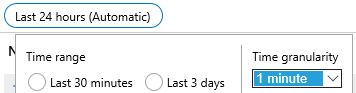 Last 24 hours (Automatic)
Time range
Time granularity
Last 30 minutes
Last 3 days
1 minute